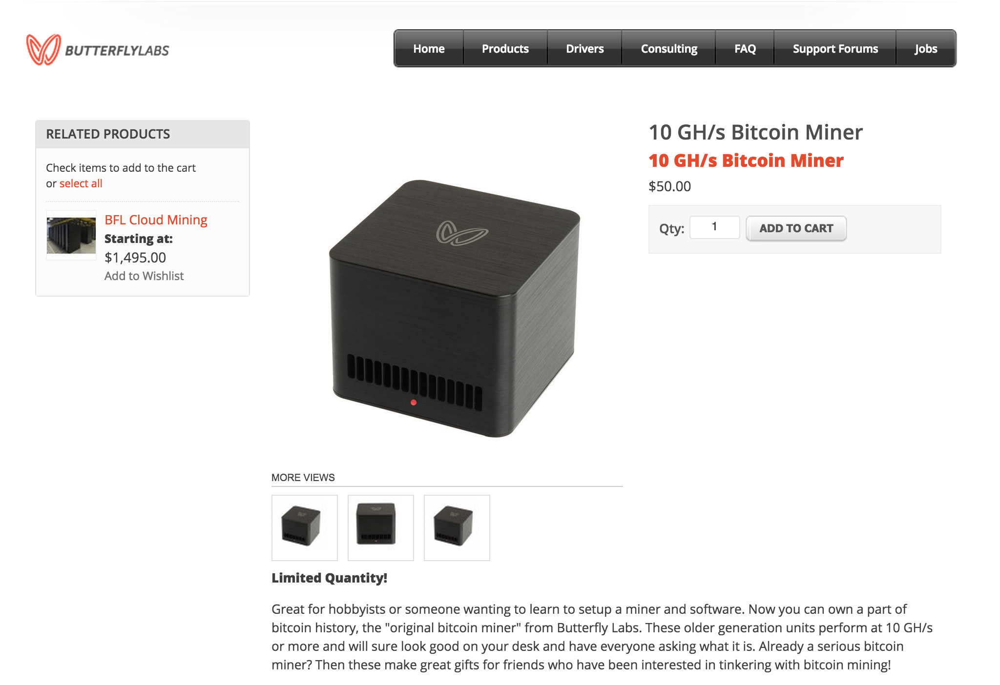 BUTTERFLYLABS
Home Products Drivers Consulting FAQ Support Forums Jobs
RELATED PRODUCTS
Check items to add to the cart
or select all
BFL Cloud Mining
Starting at:
$1,495.00
Add to Wishlist
10 GH/s Bitcoin Miner
10 GH/s Bitcoin Miner
$50.00
Qty: 1 ADD TO CART
MORE VIEWS
Limited Quantity!
Great for hobbyists or someone wanting to learn to setup a miner and software. Now you can own a part of
bitcoin history, the "original bitcoin miner" from Butterfly Labs. These older generation units perform at 10 GH/s
or more and will sure look good on your desk and have everyone asking what it is. Already a serious bitcoin
miner? Then these make great gifts for friends who have been interested in tinkering with bitcoin mining!